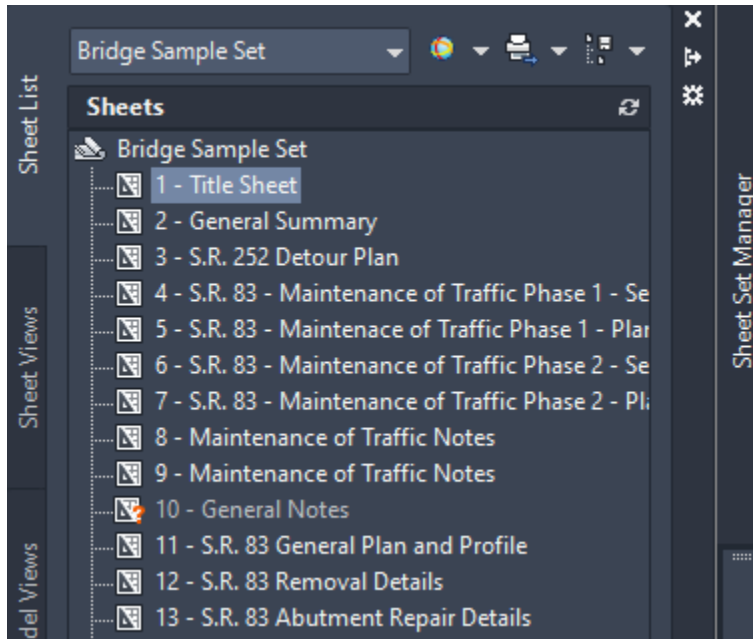 Bridge Sample Set
Sheets
Bridge Sample Set
1 - Title Sheet
2 - General Summary
3 - S.R. 252 Detour Plan
4 - S.R. 83 - Maintenance of Traffic Phase 1 - Se
5 - S.R. 83 - Maintenance of Traffic Phase 1 - Plan
6 - S.R. 83 - Maintenance of Traffic Phase 2 - Se
7 - S.R. 83 - Maintenance of Traffic Phase 2 - Pla
8 - Maintenance of Traffic Notes
9 - Maintenance of Traffic Notes
10 - General Notes
11 - S.R. 83 General Plan and Profile
12 - S.R. 83 Removal Details
13 - S.R. 83 Abutment Repair Details
Sheet List
Sheet Views
del Views
Sheet Set Manager